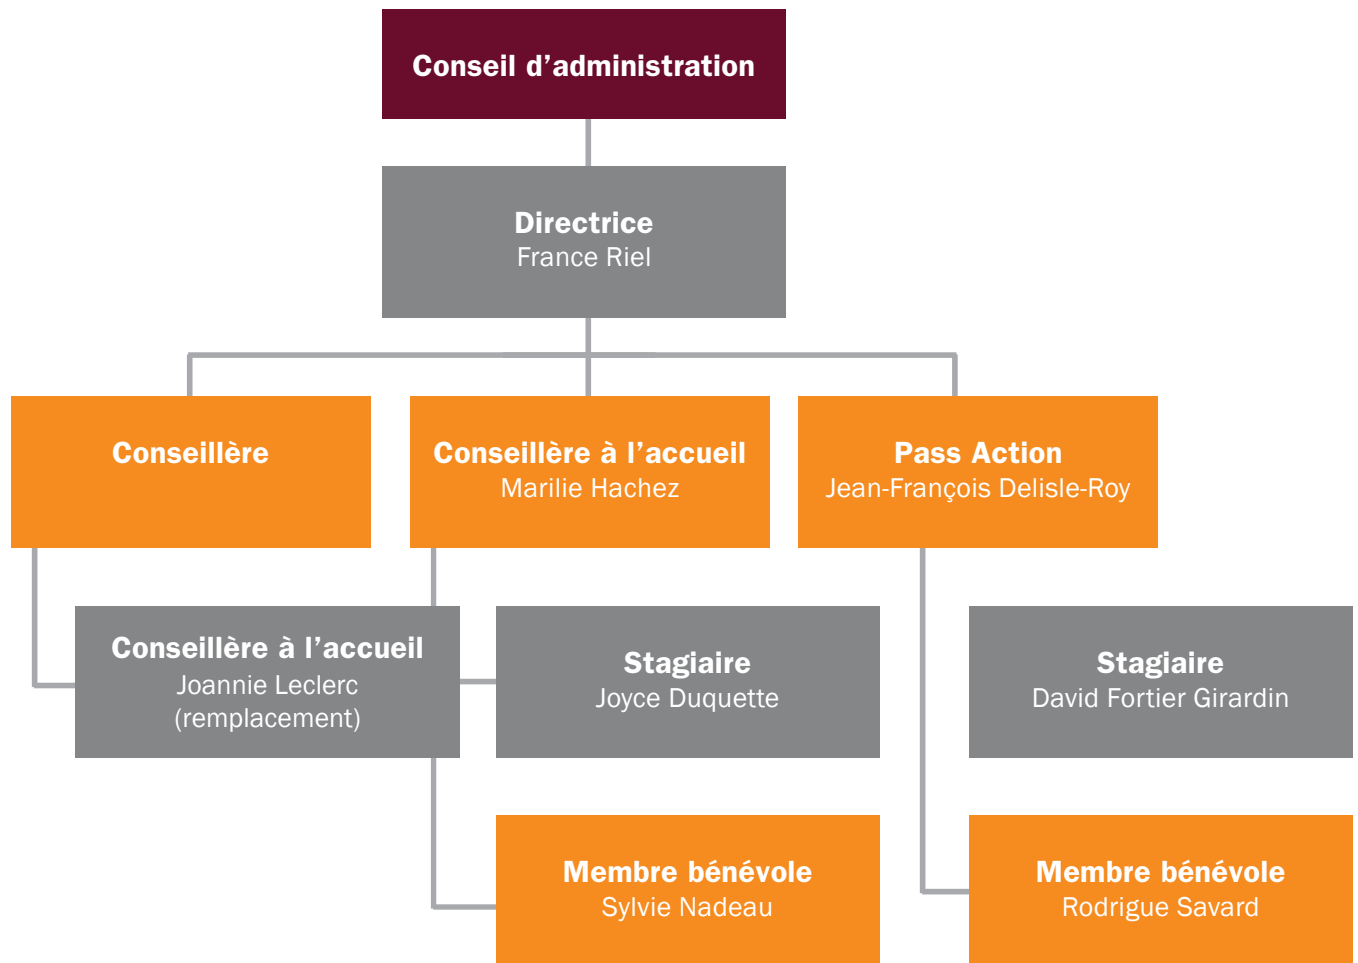 Conseil d’administration
Directrice
France Riel
Conseillère
Conseillère à l’accueil
Marilie Hachez
Pass Action
Jean-François Delisle-Roy
Conseillère à l’accueil
Joannie Leclerc
(remplacement)
Stagiaire
Joyce Duquette
Stagiaire
David Fortier Girardin
Membre bénévole
Sylvie Nadeau
Membre bénévole
Rodrigue Savard